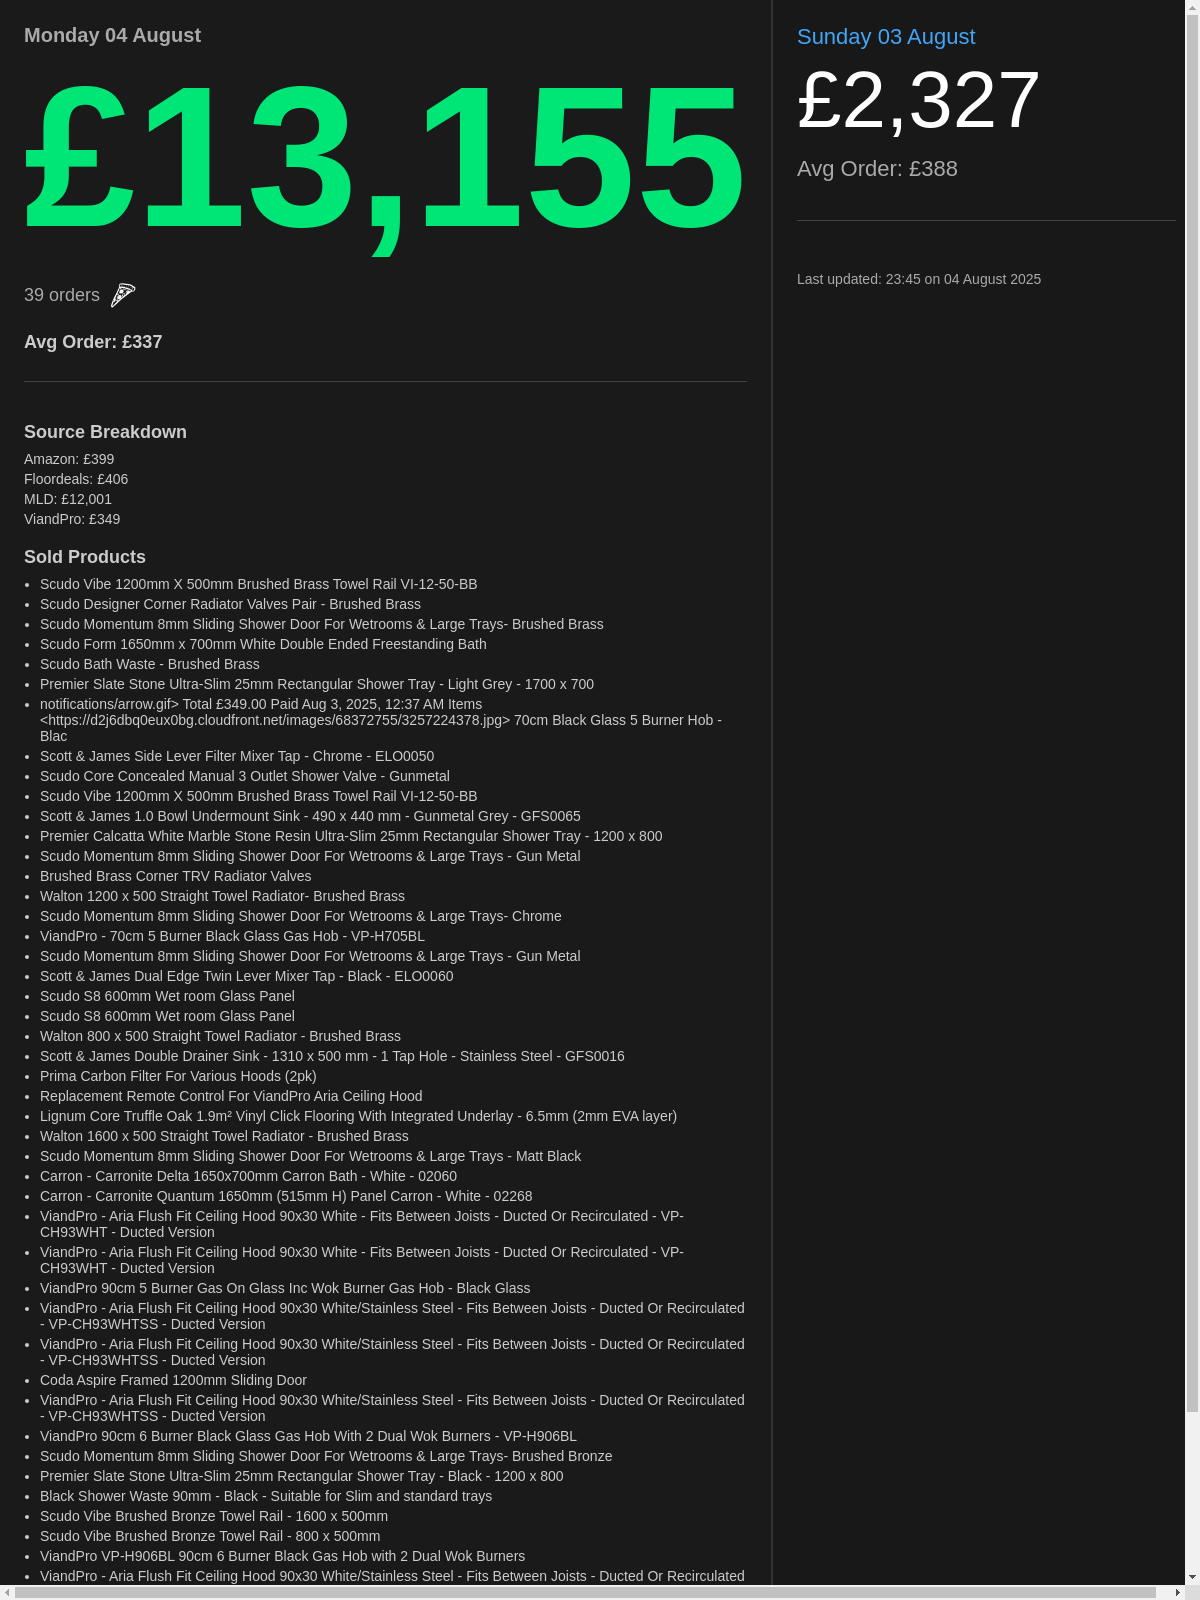 Monday 04 August
£13,155
39 orders
Avg Order: £337
Source Breakdown
Amazon: £399
Floordeals: £406
MLD: £12,001
ViandPro: £349
Sold Products
Scudo Vibe 1200mm X 500mm Brushed Brass Towel Rail VI-12-50-BB
Scudo Designer Corner Radiator Valves Pair - Brushed Brass
Scudo Momentum 8mm Sliding Shower Door For Wetrooms & Large Trays- Brushed Brass
Scudo Form 1650mm x 700mm White Double Ended Freestanding Bath
Scudo Bath Waste - Brushed Brass
Premier Slate Stone Ultra-Slim 25mm Rectangular Shower Tray - Light Grey - 1700 x 700
notifications/arrow.gif> Total £349.00 Paid Aug 3, 2025, 12:37 AM Items
<https://d2j6dbq0eux0bg.cloudfront.net/images/68372755/3257224378.jpg> 70cm Black Glass 5 Burner Hob -
Blac
Scott & James Side Lever Filter Mixer Tap - Chrome - ELO0050
Scudo Core Concealed Manual 3 Outlet Shower Valve - Gunmetal
Scudo Vibe 1200mm X 500mm Brushed Brass Towel Rail VI-12-50-BB
Scott & James 1.0 Bowl Undermount Sink - 490 x 440 mm - Gunmetal Grey - GFS0065
Premier Calcatta White Marble Stone Resin Ultra-Slim 25mm Rectangular Shower Tray - 1200 x 800
Scudo Momentum 8mm Sliding Shower Door For Wetrooms & Large Trays - Gun Metal
Brushed Brass Corner TRV Radiator Valves
Walton 1200 x 500 Straight Towel Radiator- Brushed Brass
Scudo Momentum 8mm Sliding Shower Door For Wetrooms & Large Trays- Chrome
ViandPro - 70cm 5 Burner Black Glass Gas Hob - VP-H705BL
Scudo Momentum 8mm Sliding Shower Door For Wetrooms & Large Trays - Gun Metal
Scott & James Dual Edge Twin Lever Mixer Tap - Black - ELO0060
Scudo S8 600mm Wet room Glass Panel
Scudo S8 600mm Wet room Glass Panel
Walton 800 x 500 Straight Towel Radiator - Brushed Brass
Scott & James Double Drainer Sink - 1310 x 500 mm - 1 Tap Hole - Stainless Steel - GFS0016
Prima Carbon Filter For Various Hoods (2pk)
Replacement Remote Control For ViandPro Aria Ceiling Hood
Lignum Core Truffle Oak 1.9m² Vinyl Click Flooring With Integrated Underlay - 6.5mm (2mm EVA layer)
Walton 1600 x 500 Straight Towel Radiator - Brushed Brass
Scudo Momentum 8mm Sliding Shower Door For Wetrooms & Large Trays - Matt Black
Carron - Carronite Delta 1650x700mm Carron Bath - White - 02060
Carron - Carronite Quantum 1650mm (515mm H) Panel Carron - White - 02268
ViandPro - Aria Flush Fit Ceiling Hood 90x30 White - Fits Between Joists - Ducted Or Recirculated - VP-
CH93WHT - Ducted Version
ViandPro - Aria Flush Fit Ceiling Hood 90x30 White - Fits Between Joists - Ducted Or Recirculated - VP-
CH93WHT - Ducted Version
ViandPro 90cm 5 Burner Gas On Glass Inc Wok Burner Gas Hob - Black Glass
ViandPro - Aria Flush Fit Ceiling Hood 90x30 White/Stainless Steel - Fits Between Joists - Ducted Or Recirculated
- VP-CH93WHTSS - Ducted Version
ViandPro - Aria Flush Fit Ceiling Hood 90x30 White/Stainless Steel - Fits Between Joists - Ducted Or Recirculated
- VP-CH93WHTSS - Ducted Version
Coda Aspire Framed 1200mm Sliding Door
ViandPro - Aria Flush Fit Ceiling Hood 90x30 White/Stainless Steel - Fits Between Joists - Ducted Or Recirculated
- VP-CH93WHTSS - Ducted Version
ViandPro 90cm 6 Burner Black Glass Gas Hob With 2 Dual Wok Burners - VP-H906BL
Scudo Momentum 8mm Sliding Shower Door For Wetrooms & Large Trays- Brushed Bronze
Premier Slate Stone Ultra-Slim 25mm Rectangular Shower Tray - Black - 1200 x 800
Black Shower Waste 90mm - Black - Suitable for Slim and standard trays
Scudo Vibe Brushed Bronze Towel Rail - 1600 x 500mm
Scudo Vibe Brushed Bronze Towel Rail - 800 x 500mm
ViandPro VP-H906BL 90cm 6 Burner Black Gas Hob with 2 Dual Wok Burners
ViandPro - Aria Flush Fit Ceiling Hood 90x30 White/Stainless Steel - Fits Between Joists - Ducted Or Recirculated
Sunday 03 August
£2,327
Avg Order: £388
Last updated: 23:45 on 04 August 2025